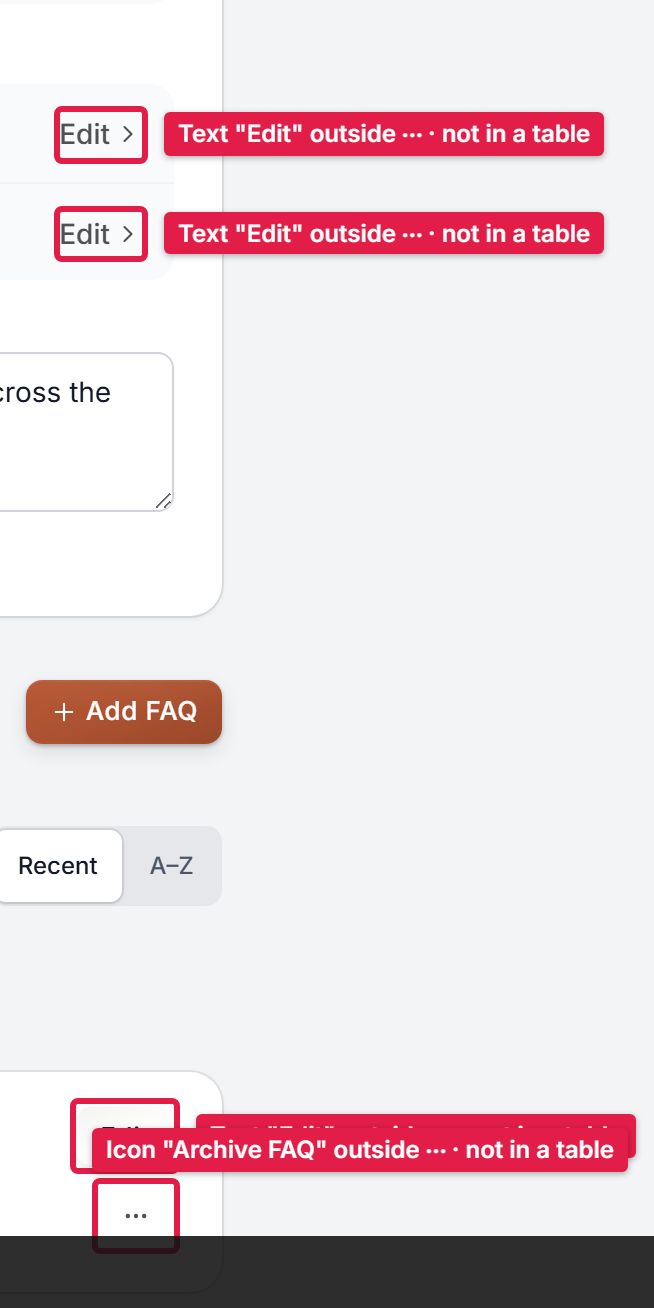 Edit >
Text "Edit" outside ··· · not in a table
Edit >
Text "Edit" outside ··· · not in a table
cross the
+ Add FAQ
Recent
A–Z
Icon "Archive FAQ" outside ··· · not in a table
···